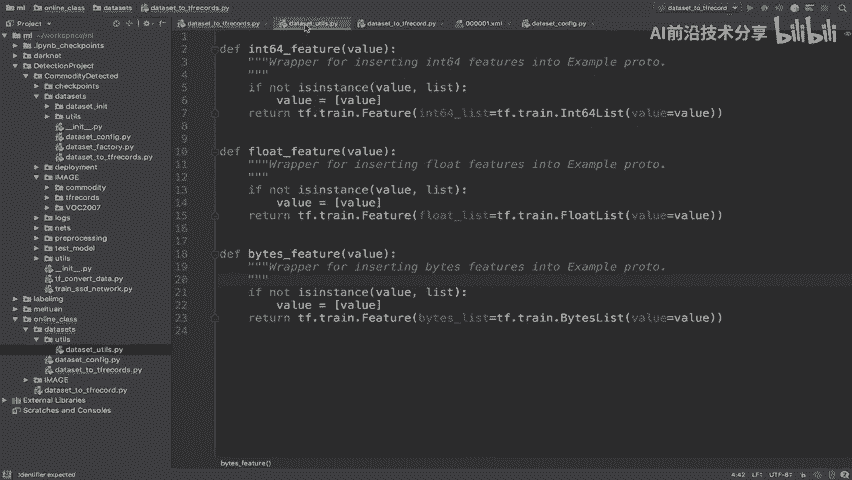 ml online_class datasets dataset_to_tfrecords.py
dataset_to_tfrecord
Project
dataset_to_tfrecords.py dataset_utils.py dataset_to_tfrecord.py 000001.xml dataset_config.py
AI前沿技术分享 bilibili
ml ~/workspace/ml
.ipynb_checkpoints
darknet
DetectionProject
CommodityDetected
checkpoints
datasets
dataset_init
utils
__init__.py
dataset_config.py
dataset_factory.py
dataset_to_tfrecords.py
deployment
IMAGE
commodity
tfrecords
VOC2007
logs
nets
preprocessing
test_model
utils
__init__.py
tf_convert_data.py
train_ssd_network.py
labelimg
meituan
online_class
datasets
utils
dataset_utils.py
dataset_config.py
dataset_to_tfrecords.py
IMAGE
dataset_to_tfrecord.py
External Libraries
Scratches and Consoles
1
2 def int64_feature(value):
3 """Wrapper for inserting int64 features into Example proto.
4 """
5 if not isinstance(value, list):
6 value = [value]
7 return tf.train.Feature(int64_list=tf.train.Int64List(value=value))
8
9
10 def float_feature(value):
11 """Wrapper for inserting float features into Example proto.
12 """
13 if not isinstance(value, list):
14 value = [value]
15 return tf.train.Feature(float_list=tf.train.FloatList(value=value))
16
17
18 def bytes_feature(value):
19 """Wrapper for inserting bytes features into Example proto.
20 """
21 if not isinstance(value, list):
22 value = [value]
23 return tf.train.Feature(bytes_list=tf.train.BytesList(value=value))
24
bytes_feature()
Identifier expected
4:42 LF: UTF-8: